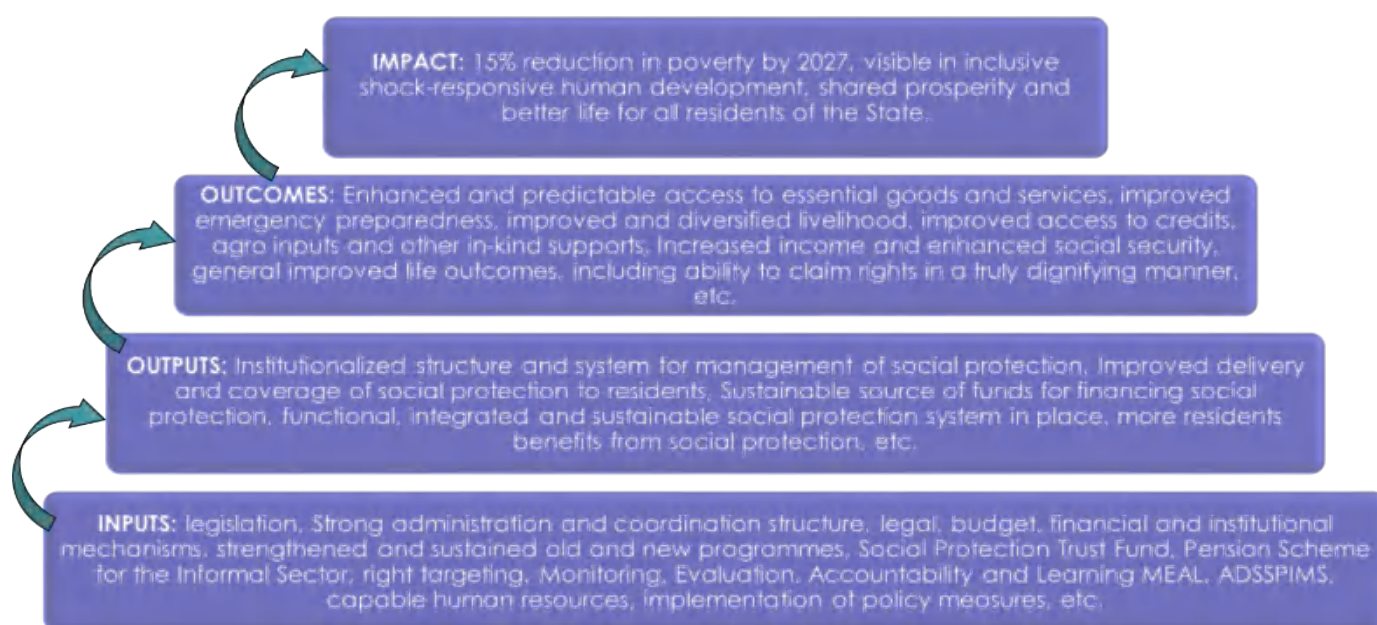 IMPACT: 15% reduction in poverty by 2027, visible in inclusive
shock-responsive human development, shared prosperity and
better life for all residents of the State.
OUTCOMES: Enhanced and predictable access to essential goods and services, improved
emergency preparedness, improved and diversified livelihood, improved access to credits,
agro inputs and other in-kind supports, Increased income and enhanced social security,
general improved life outcomes, including ability to claim rights in a truly dignifying manner,
etc.
OUTPUTS: Institutionalized structure and system for management of social protection, Improved delivery
and coverage of social protection to residents, Sustainable source of funds for financing social
protection, functional, integrated and sustainable social protection system in place, more residents
benefits from social protection, etc.
INPUTS: legislation, Strong administration and coordination structure, legal, budget, financial and institutional
mechanisms, strengthened and sustained old and new programmes, Social Protection Trust Fund, Pension Scheme
for the Informal Sector, right targeting, Monitoring, Evaluation, Accountability and Learning MEAL, ADSSPIMS,
capable human resources, implementation of policy measures, etc.